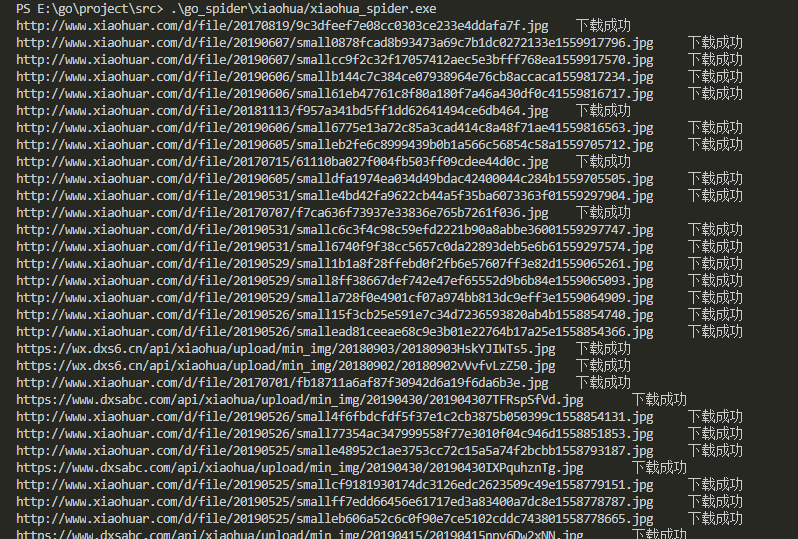 PS E:\go\project\src> .\go_spider\xiaohua/xiaohua_spider.exe
http://www.xiaohuar.com/d/file/20170819/9c3dfeef7e08cc0303ce233e4ddafa7f.jpg 下载成功
http://www.xiaohuar.com/d/file/20190607/small0878fcad8b93473a69c7b1dc0272133e1559917796.jpg 下载成功
http://www.xiaohuar.com/d/file/20190607/smallcc9f2c32f17057412aec5e3bfff768ea1559917570.jpg 下载成功
http://www.xiaohuar.com/d/file/20190606/smallb144c7c384ce07938964e76cb8accaca1559817234.jpg 下载成功
http://www.xiaohuar.com/d/file/20190606/small61eb47761c8f80a180f7a46a430df0c41559816717.jpg 下载成功
http://www.xiaohuar.com/d/file/20181113/f957a341bd5ff1dd62641494ce6db464.jpg 下载成功
http://www.xiaohuar.com/d/file/20190606/small6775e13a72c85a3cad414c8a48f71ae41559816563.jpg 下载成功
http://www.xiaohuar.com/d/file/20190605/smalleb2fe6c8999439b0b1a566c56854c58a1559705712.jpg 下载成功
http://www.xiaohuar.com/d/file/20170715/61110ba027f004fb503ff09cdee44d0c.jpg 下载成功
http://www.xiaohuar.com/d/file/20190605/smalldfa1974ea034d49bdac42400044c284b1559705505.jpg 下载成功
http://www.xiaohuar.com/d/file/20190531/smalle4bd42fa9622cb44a5f35ba6073363f01559297904.jpg 下载成功
http://www.xiaohuar.com/d/file/20170707/f7ca636f73937e33836e765b7261f036.jpg 下载成功
http://www.xiaohuar.com/d/file/20190531/smallc6c3f4c98c59efd2221b90a8abbe36001559297747.jpg 下载成功
http://www.xiaohuar.com/d/file/20190531/small6740f9f38cc5657c0da22893deb5e6b61559297574.jpg 下载成功
http://www.xiaohuar.com/d/file/20190529/small1b1a8f28ffebd0f2fb6e57607ff3e82d1559065261.jpg 下载成功
http://www.xiaohuar.com/d/file/20190529/small8ff38667def742e47ef65552d9b6b84e1559065093.jpg 下载成功
http://www.xiaohuar.com/d/file/20190529/smalla728f0e4901cf07a974bb813dc9eff3e1559064909.jpg 下载成功
http://www.xiaohuar.com/d/file/20190526/small15f3cb25e591e7c34d7236593820ab4b1558854740.jpg 下载成功
http://www.xiaohuar.com/d/file/20190526/smallead81ceeae68c9e3b01e22764b17a25e1558854366.jpg 下载成功
https://wx.dxs6.cn/api/xiaohua/upload/min_img/20180903/20180903HskYJIWTs5.jpg 下载成功
https://wx.dxs6.cn/api/xiaohua/upload/min_img/20180902/20180902vVvfvLzZ50.jpg 下载成功
http://www.xiaohuar.com/d/file/20170701/fb18711a6af87f30942d6a19f6da6b3e.jpg 下载成功
https://www.dxsabc.com/api/xiaohua/upload/min_img/20190430/201904307TFRspSfVd.jpg 下载成功
http://www.xiaohuar.com/d/file/20190526/small4f6fbdcfdf5f37e1c2cb3875b050399c1558854131.jpg 下载成功
http://www.xiaohuar.com/d/file/20190526/small77354ac347999558f77e3010f04c946d1558851853.jpg 下载成功
http://www.xiaohuar.com/d/file/20190526/smalle48952c1ae3753cc72c15a5a74f2bcbb1558793187.jpg 下载成功
https://www.dxsabc.com/api/xiaohua/upload/min_img/20190430/20190430IXPquhznTg.jpg 下载成功
http://www.xiaohuar.com/d/file/20190525/smallcf9181930174dc3126edc2623509c49e1558779151.jpg 下载成功
http://www.xiaohuar.com/d/file/20190525/smallff7edd66456e61717ed3a83400a7dc8e1558778787.jpg 下载成功
http://www.xiaohuar.com/d/file/20190525/smalleb606a52c6c0f90e7ce5102cddc743801558778665.jpg 下载成功
https://www.dxsabc.com/api/xiaohua/upload/min_img/20190415/20190415npv6Dw2xNN.jpg 下载成功